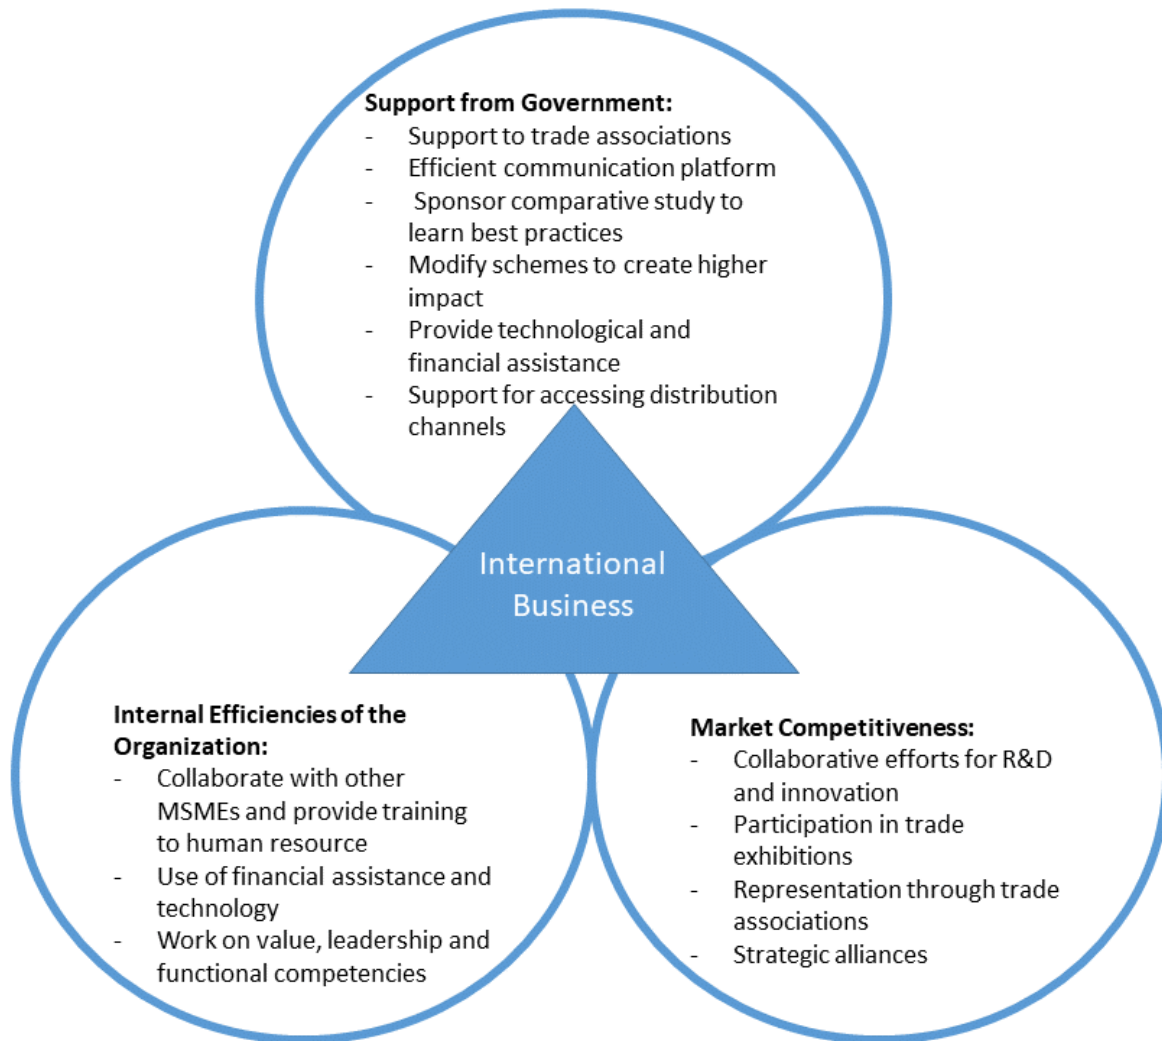 Support from Government:
- Support to trade associations
- Efficient communication platform
- Sponsor comparative study to
learn best practices
- Modify schemes to create higher
impact
- Provide technological and
financial assistance
- Support for accessing distribution
channels
International
Business
Internal Efficiencies of the
Organization:
- Collaborate with other
MSMEs and provide training
to human resource
- Use of financial assistance and
technology
- Work on value, leadership and
functional competencies
Market Competitiveness:
- Collaborative efforts for R&D
and innovation
- Participation in trade
exhibitions
- Representation through trade
associations
- Strategic alliances